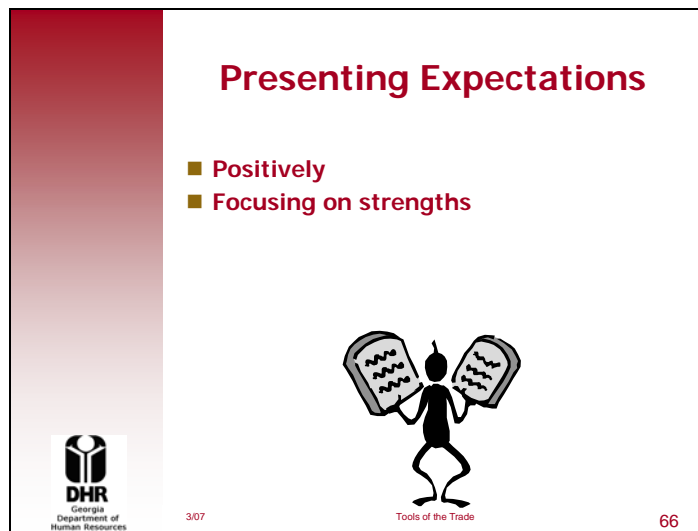 Presenting Expectations
Positively
Focusing on strengths
DHR
Georgia
Department of
Human Resources
3/07
Tools of the Trade
66